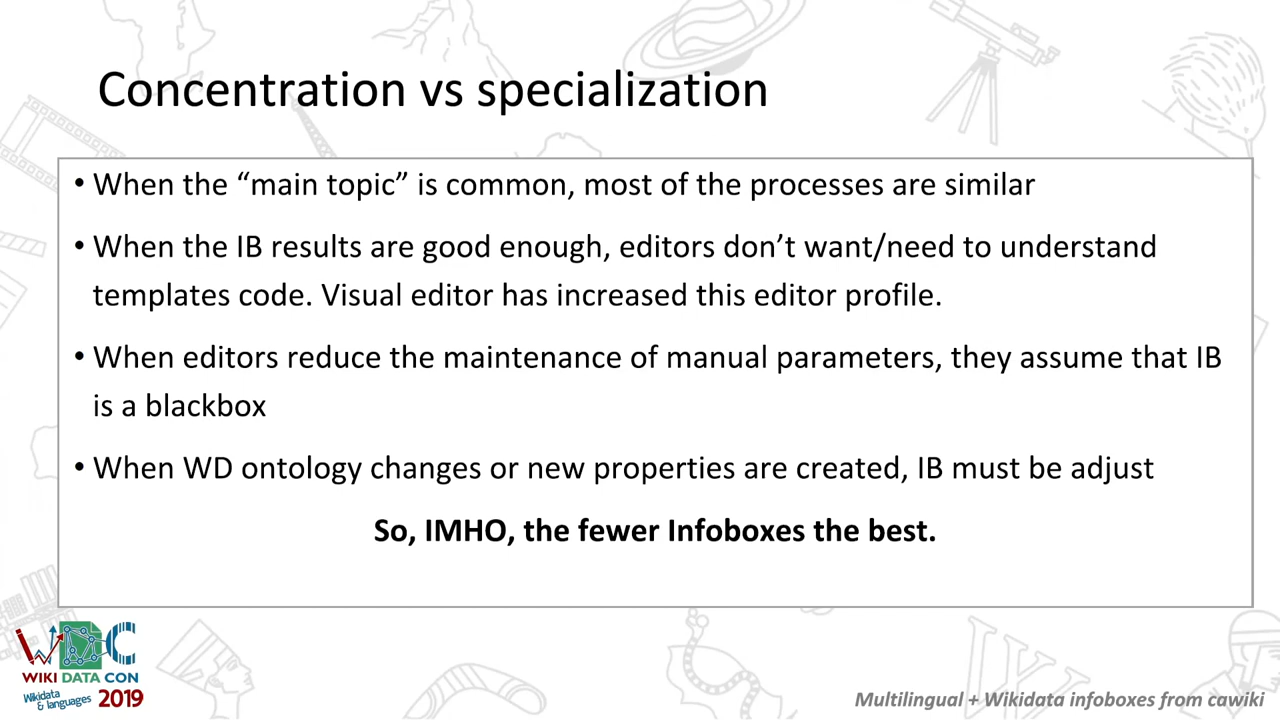 Concentration vs specialization
• When the “main topic” is common, most of the processes are similar
• When the IB results are good enough, editors don’t want/need to understand
templates code. Visual editor has increased this editor profile.
• When editors reduce the maintenance of manual parameters, they assume that IB
is a blackbox
• When WD ontology changes or new properties are created, IB must be adjust
So, IMHO, the fewer Infoboxes the best.
WDC
WIKI DATA CON
Wikidata
& languages 2019
Multilingual + Wikidata infoboxes from cawiki